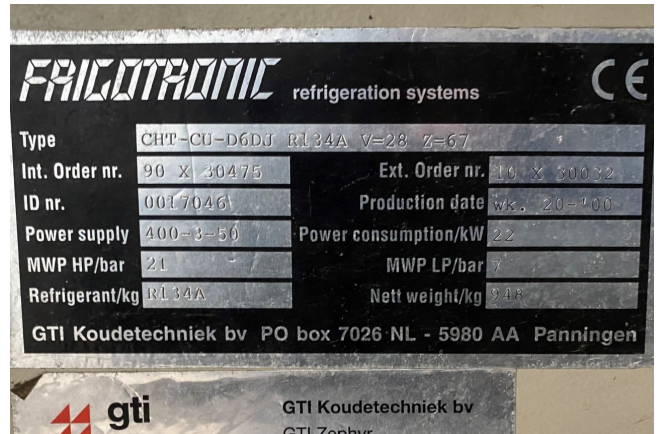 FRIGOTRONIC refrigeration systems CE
Type CHT-CU-D6DJ R134A V=28 Z=67
Int. Order nr. 90 X 30475 Ext. Order nr. 10 X 30032
ID nr. 0017046 Production date wk. 20-'00
Power supply 400-3-50 Power consumption/kW 22
MWP HP/bar 21 MWP LP/bar 7
Refrigerant/kg R134A Nett weight/kg 948
GTI Koudetechniek bv PO box 7026 NL - 5980 AA Panningen
gti GTI Koudetechniek bv
GTI Zephyr